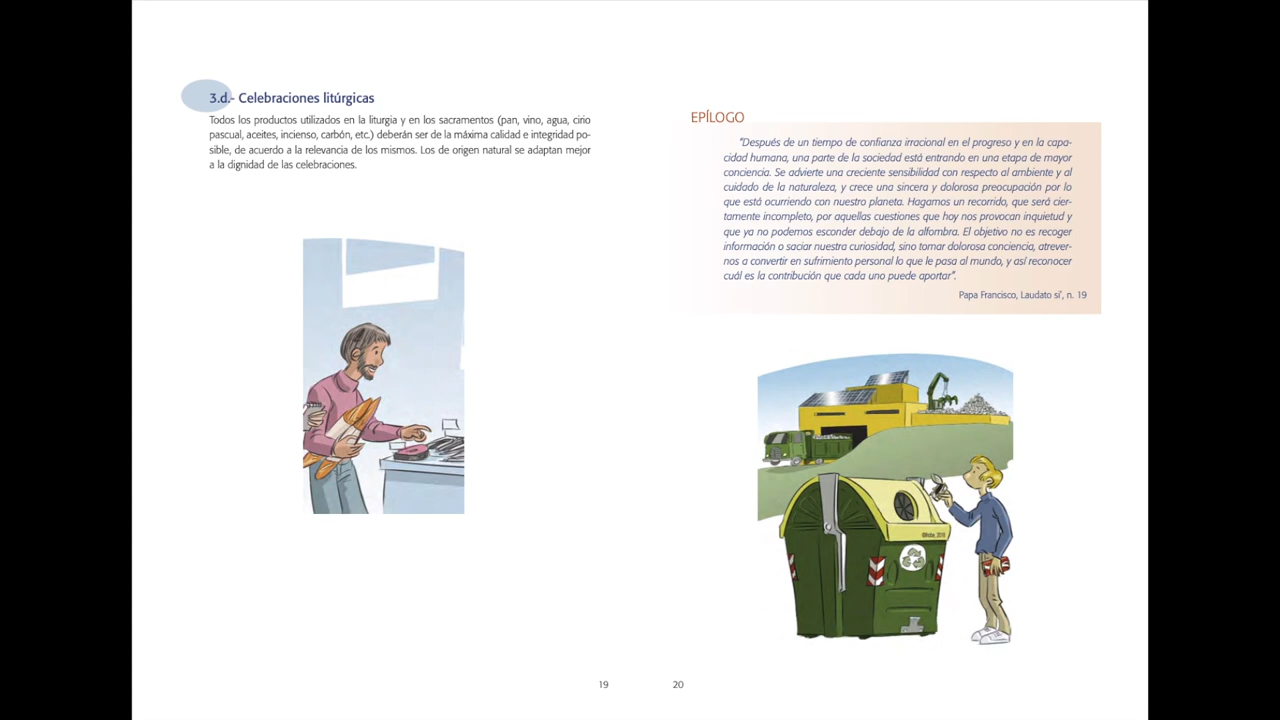 3.d.- Celebraciones litúrgicas
Todos los productos utilizados en la liturgia y en los sacramentos (pan, vino, agua, cirio
pascual, aceites, incienso, carbón, etc.) deberán ser de la máxima calidad e integridad po-
sible, de acuerdo a la relevancia de los mismos. Los de origen natural se adaptan mejor
a la dignidad de las celebraciones.
19
EPÍLOGO
"Después de un tiempo de confianza irracional en el progreso y en la capa-
cidad humana, una parte de la sociedad está entrando en una etapa de mayor
conciencia. Se advierte una creciente sensibilidad con respecto al ambiente y al
cuidado de la naturaleza, y crece una sincera y dolorosa preocupación por lo
que está ocurriendo con nuestro planeta. Hagamos un recorrido, que será cier-
tamente incompleto, por aquellas cuestiones que hoy nos provocan inquietud y
que ya no podemos esconder debajo de la alfombra. El objetivo no es recoger
información o saciar nuestra curiosidad, sino tomar dolorosa conciencia, atrever-
nos a convertir en sufrimiento personal lo que le pasa al mundo, y así reconocer
cuál es la contribución que cada uno puede aportar".
Papa Francisco, Laudato si', n. 19
20